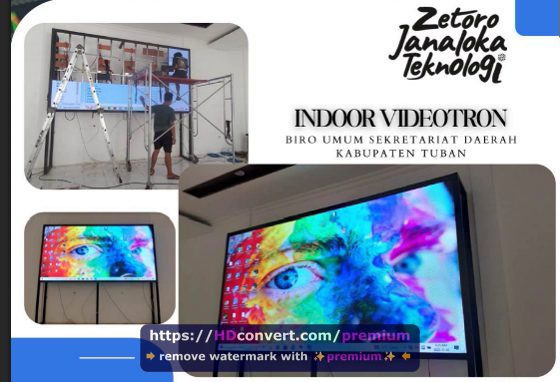 Zetoro
Janaloka
Teknologi
INDOOR VIDEOTRON
BIRO UMUM SEKRETARIAT DAERAH
KABUPATEN TUBAN
https://HDconvert.com/premium
remove watermark with ✨premium✨